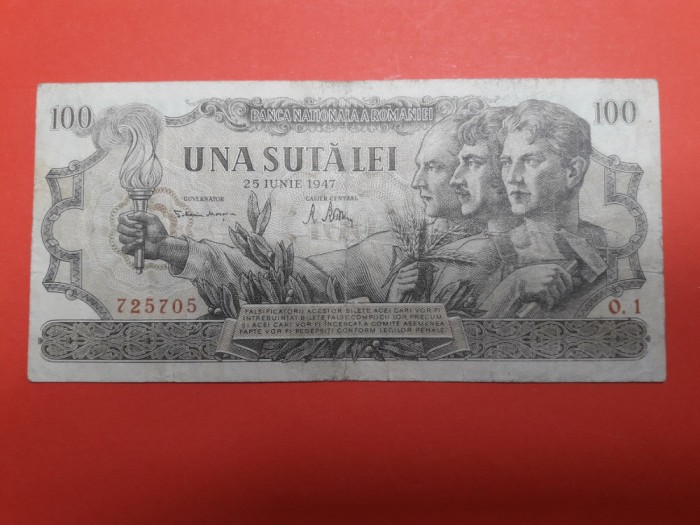 100 BANCA NATIONALA A ROMANIEI 100
UNA SUTĂ LEI
25 IUNIE 1947
GUVERNATOR CASIER CENTRAL
725705 O.1
FALSIFICATORII ACESTOR BILETE, ACEI CARI VOR FI
INTREBUINTAT BILETE FALSE, COMPLICII LOR PRECUM
SI ACEI CARI VOR FI INCERCAT A COMITE ASEMENEA
FAPTE VOR FI PEDEPSITI CONFORM LEGILOR PENALE